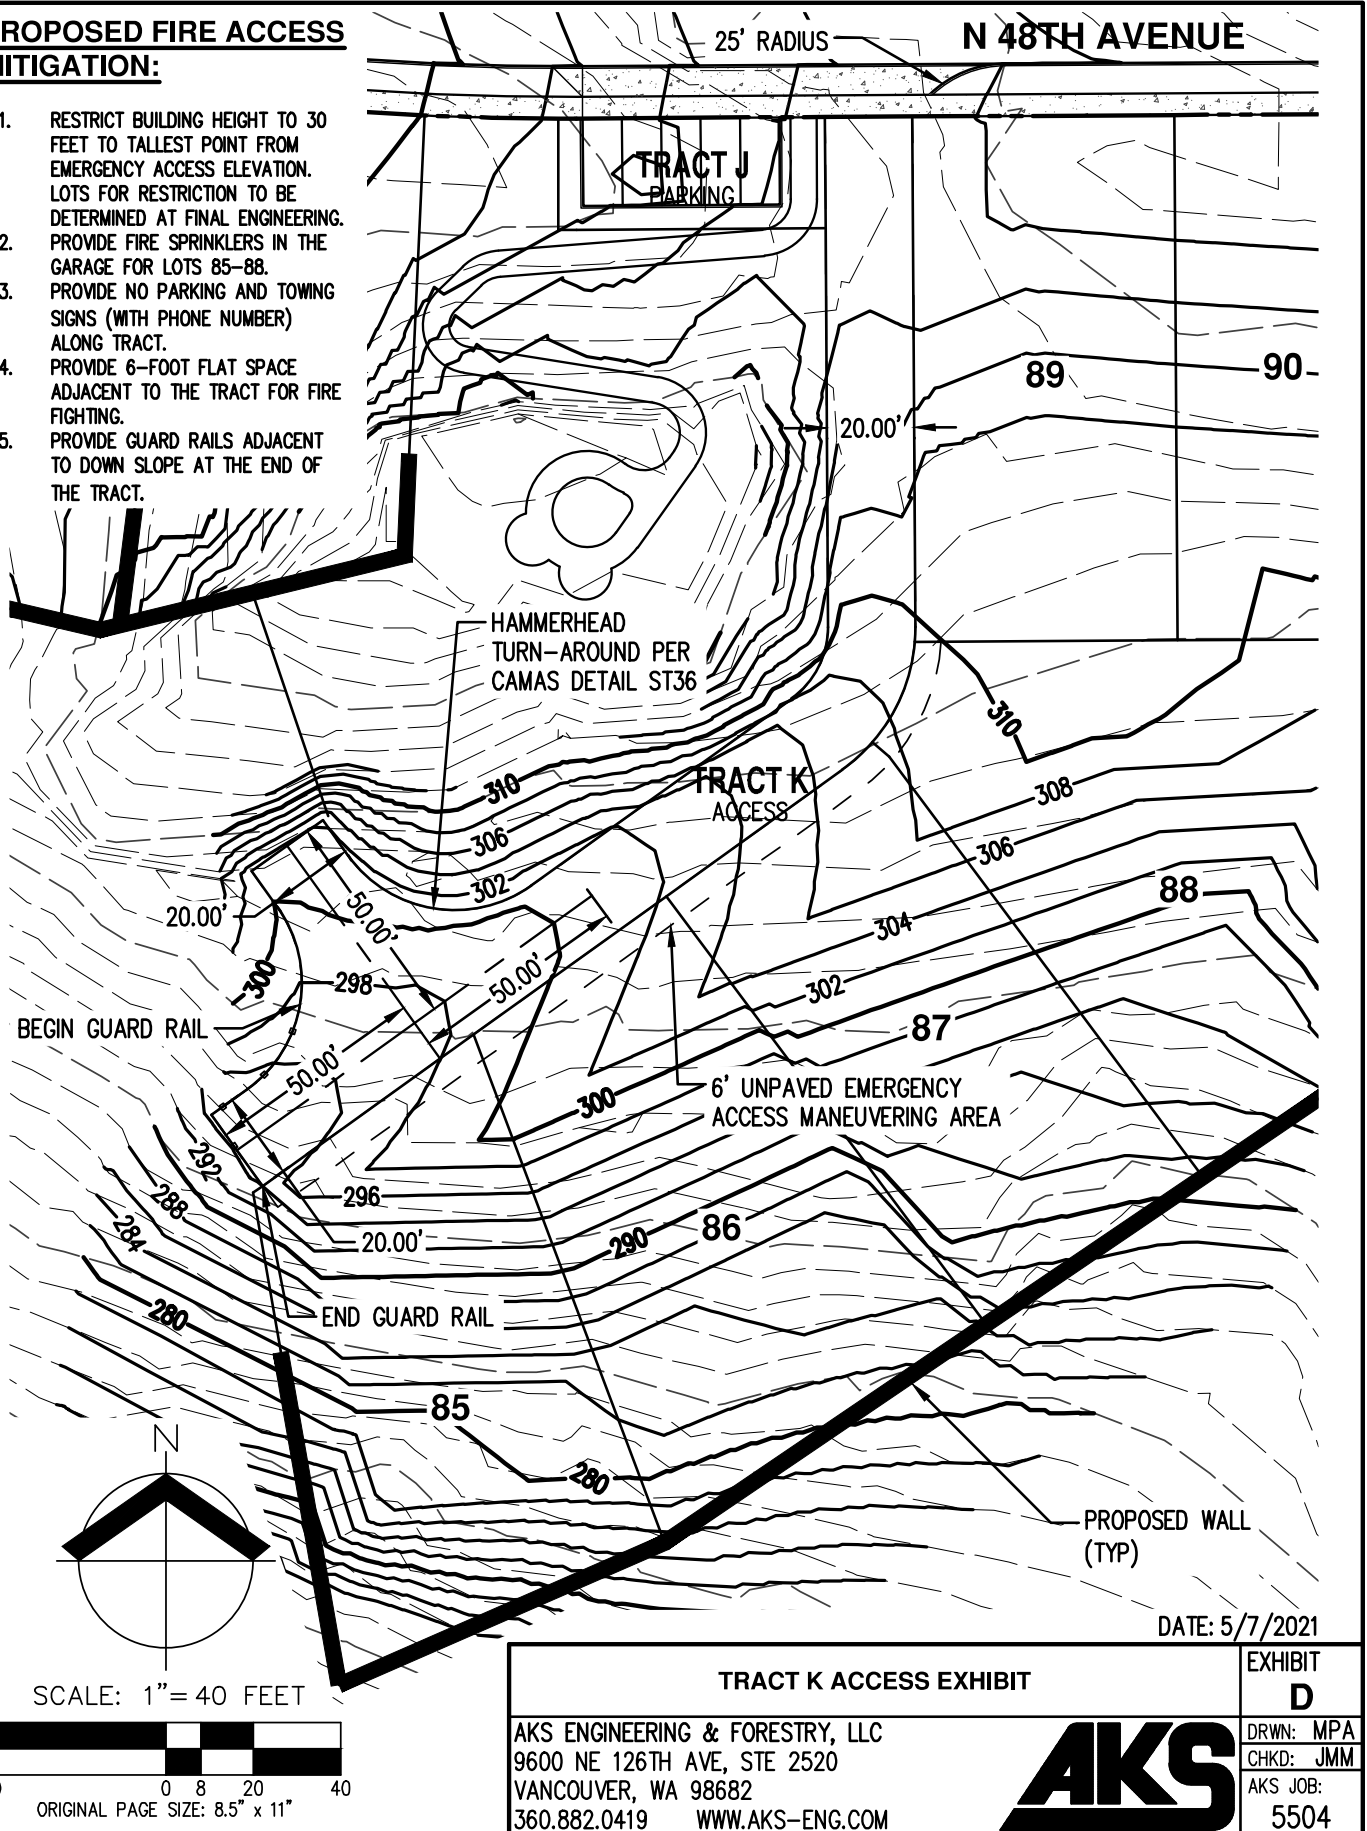 ROPOSED FIRE ACCESS
ITIGATION:
1. RESTRICT BUILDING HEIGHT TO 30
FEET TO TALLEST POINT FROM
EMERGENCY ACCESS ELEVATION.
LOTS FOR RESTRICTION TO BE
DETERMINED AT FINAL ENGINEERING.
2. PROVIDE FIRE SPRINKLERS IN THE
GARAGE FOR LOTS 85–88.
3. PROVIDE NO PARKING AND TOWING
SIGNS (WITH PHONE NUMBER)
ALONG TRACT.
4. PROVIDE 6–FOOT FLAT SPACE
ADJACENT TO THE TRACT FOR FIRE
FIGHTING.
5. PROVIDE GUARD RAILS ADJACENT
TO DOWN SLOPE AT THE END OF
THE TRACT.
25' RADIUS
N 48TH AVENUE
TRACT J
PARKING
89
90
20.00'
HAMMERHEAD
TURN–AROUND PER
CAMAS DETAIL ST36
310
310
TRACT K
ACCESS
308
306
306
302
88
20.00'
50.00'
304
300
298
50.00'
302
BEGIN GUARD RAIL
87
50.00'
300
6' UNPAVED EMERGENCY
ACCESS MANEUVERING AREA
292
288
296
284
20.00'
290
86
280
END GUARD RAIL
85
280
N
PROPOSED WALL
(TYP)
DATE: 5/7/2021
SCALE: 1"= 40 FEET
0 8 20 40
ORIGINAL PAGE SIZE: 8.5" x 11"
TRACT K ACCESS EXHIBIT
EXHIBIT
D
AKS ENGINEERING & FORESTRY, LLC
9600 NE 126TH AVE, STE 2520
VANCOUVER, WA 98682
360.882.0419 WWW.AKS–ENG.COM
AKS
DRWN: MPA
CHKD: JMM
AKS JOB:
5504